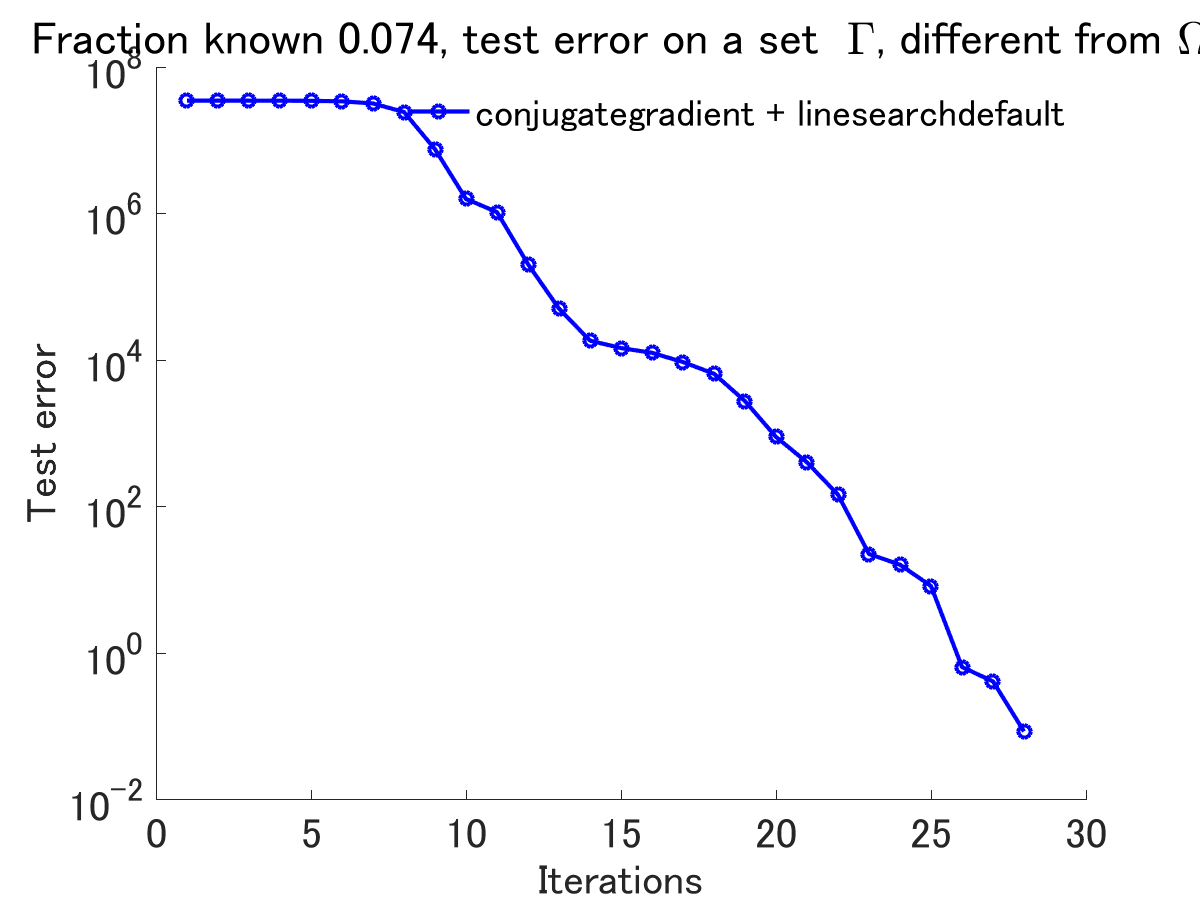 Fraction known 0.074, test error on a set Γ, different from Ω
10^8
conjugategradient + linesearchdefault
10^6
10^4
10^2
10^0
10^-2
Test error
0 5 10 15 20 25 30
Iterations